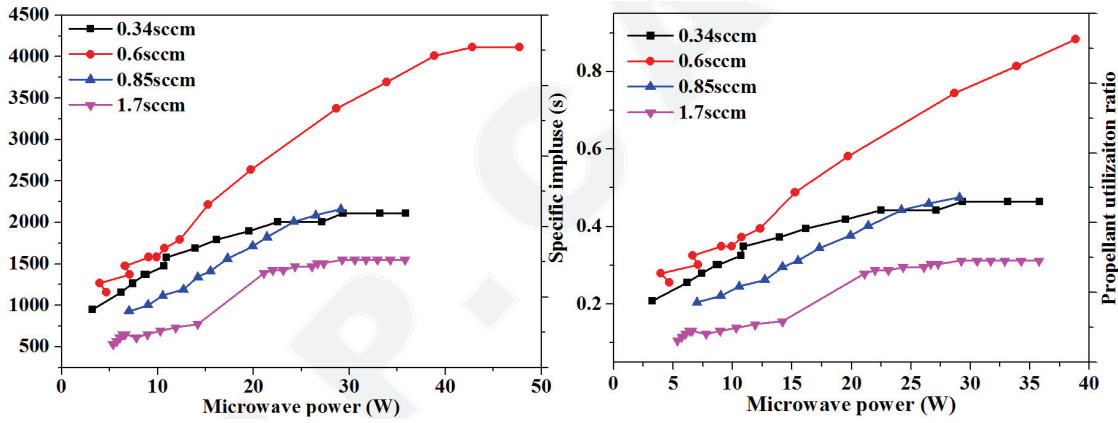 4500
4000
3500
3000
2500
2000
1500
1000
500
0.34sccm
0.6sccm
0.85sccm
1.7sccm
0 10 20 30 40 50
Microwave power (W)
Specific impluse (s)
0.8
0.6
0.4
0.2
0.34sccm
0.6sccm
0.85sccm
1.7sccm
0 5 10 15 20 25 30 35 40
Microwave power (W)
Propellant utilizaiton ratio